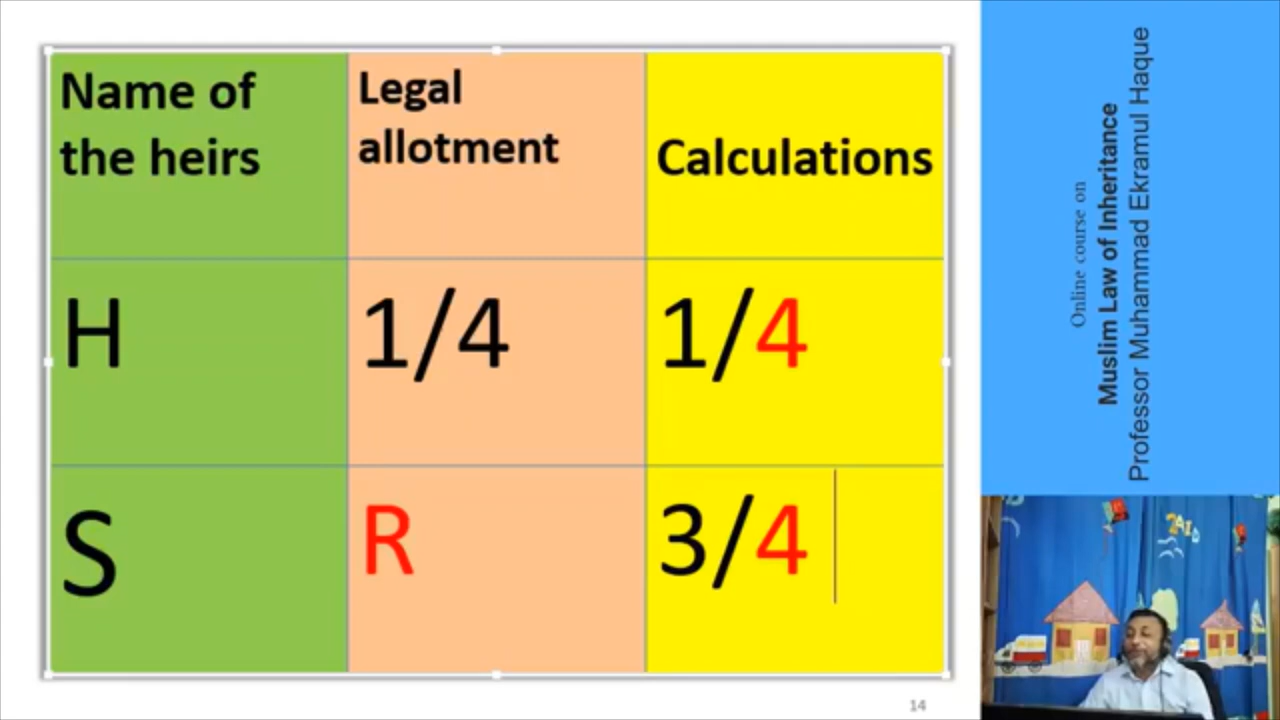 Name of
the heirs
Legal
allotment
Calculations
H
1/4
1/4
S
R
3/4
14
Online course on
Muslim Law of Inheritance
Professor Muhammad Ekramul Haque